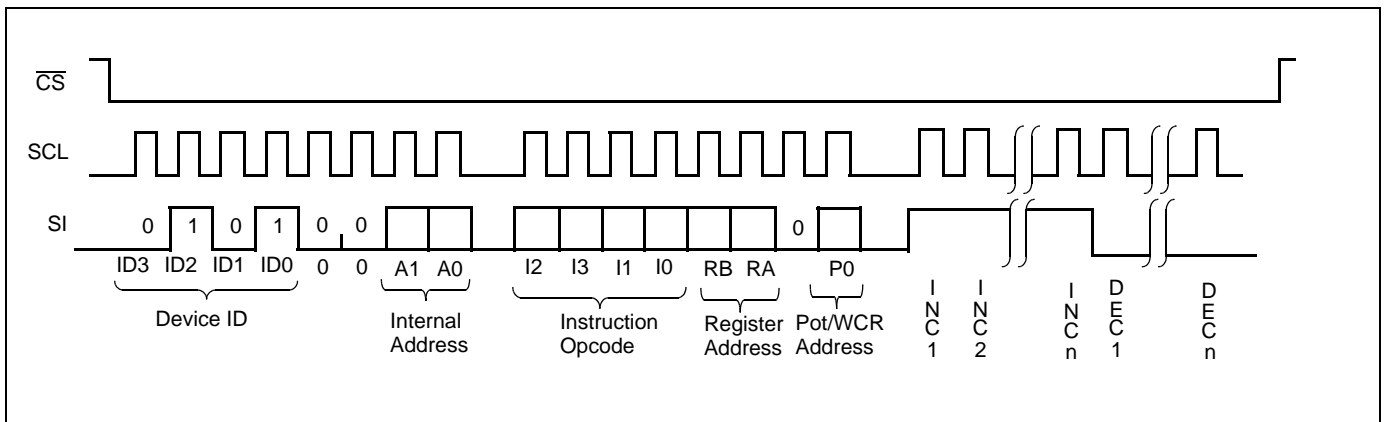 CS
SCL
SI
0 1 0 1 0 0 0
ID3 ID2 ID1 ID0 0 0 A1 A0 I2 I3 I1 I0 RB RA P0
Device ID
Internal
Address
Instruction
Opcode
Register
Address
Pot/WCR
Address
INC1
INC2
INCn
DEC1
DECn